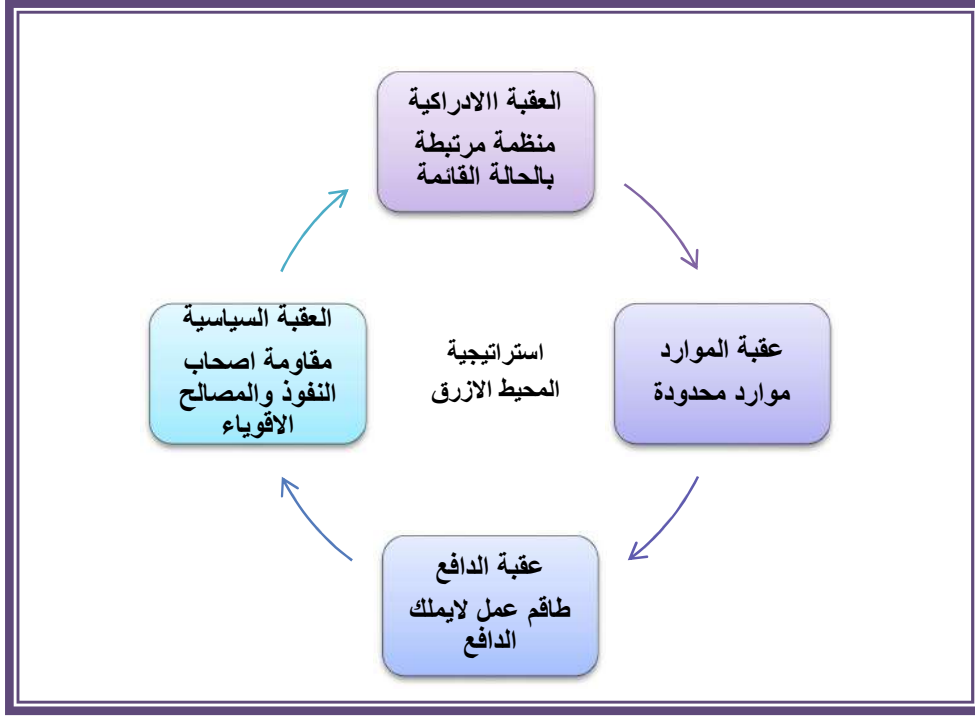 العقبة االادراكية
منظمة مرتبطة
بالحالة القائمة
عقبة الموارد
موارد محدودة
عقبة الدافع
طاقم عمل لايملك
الدافع
العقبة السياسية
مقاومة اصحاب
النفوذ والمصالح
الاقوياء
استراتيجية
المحيط الازرق